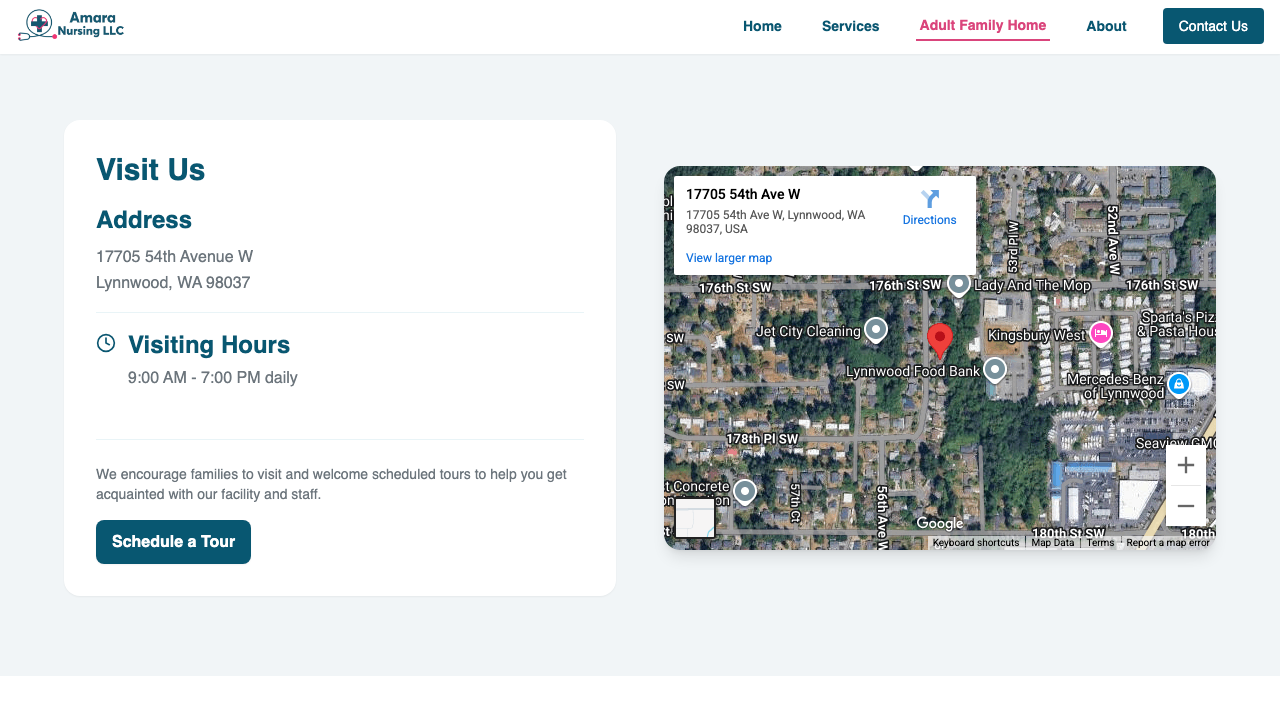 Amara
Nursing LLC
Home
Services
Adult Family Home
About
Contact Us
Visit Us
Address
17705 54th Avenue W
Lynnwood, WA 98037
Visiting Hours
9:00 AM - 7:00 PM daily
We encourage families to visit and welcome scheduled tours to help you get
acquainted with our facility and staff.
Schedule a Tour
17705 54th Ave W
17705 54th Ave W, Lynnwood, WA
98037, USA
Directions
View larger map
53rd Pl W
52nd Ave W
176th St SW
176th St SW
Lady And The Mop
176th St SW
Jet City Cleaning
Kingsbury West
Sparta's Piz
& Pasta Hous
SW
Lynnwood Food Bank
SW
Mercedes-Benz
of Lynnwood
178th Pl SW
Seaview GMC
t Concrete
57th Ct
56th Ave W
Google
180th St SW
180th
Keyboard shortcuts
Map Data
Terms
Report a map error